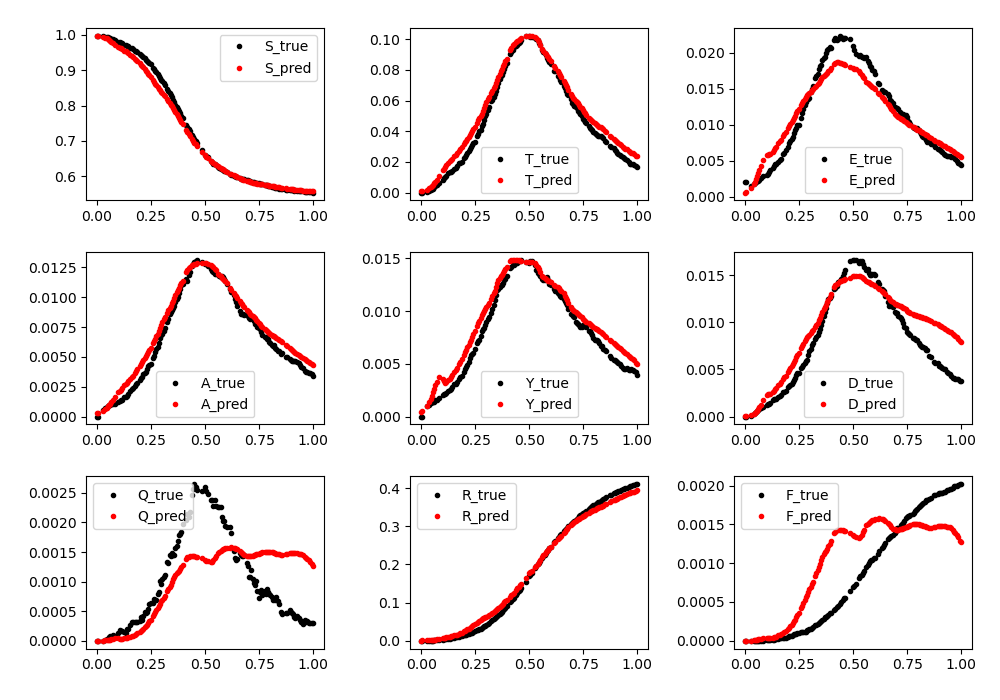 1.0
0.9
0.8
0.7
0.6
S_true
S_pred
0.00 0.25 0.50 0.75 1.00
0.10
0.08
0.06
0.04
0.02
0.00
T_true
T_pred
0.00 0.25 0.50 0.75 1.00
0.020
0.015
0.010
0.005
0.000
E_true
E_pred
0.00 0.25 0.50 0.75 1.00
0.0125
0.0100
0.0075
0.0050
0.0025
0.0000
A_true
A_pred
0.00 0.25 0.50 0.75 1.00
0.015
0.010
0.005
0.000
Y_true
Y_pred
0.00 0.25 0.50 0.75 1.00
0.015
0.010
0.005
0.000
D_true
D_pred
0.00 0.25 0.50 0.75 1.00
0.0025
0.0020
0.0015
0.0010
0.0005
0.0000
Q_true
Q_pred
0.00 0.25 0.50 0.75 1.00
0.4
0.3
0.2
0.1
0.0
R_true
R_pred
0.00 0.25 0.50 0.75 1.00
0.0020
0.0015
0.0010
0.0005
0.0000
F_true
F_pred
0.00 0.25 0.50 0.75 1.00